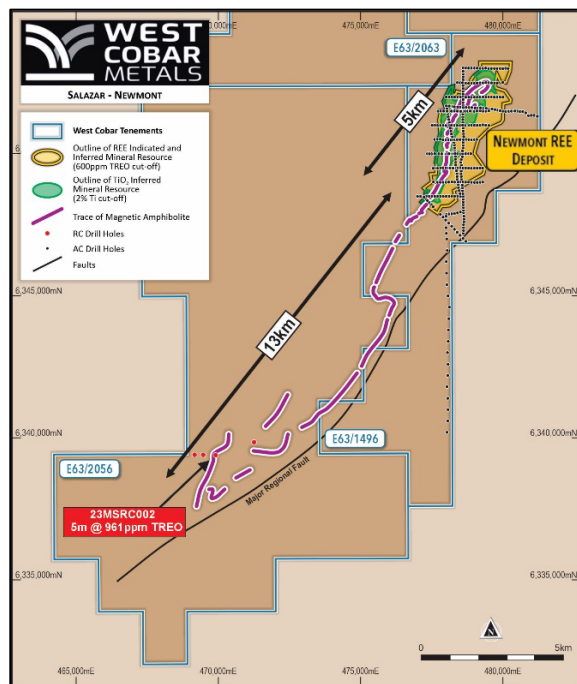 WEST
COBAR
METALS
SALAZAR - NEWMONT
475,000mE
480,000mE
E63/2063
5km
NEWMONT REE
DEPOSIT
West Cobar Tenements
Outline of REE Indicated and
Inferred Mineral Resource
(600ppm TREO cut-off)
Outline of TiO2 Inferred
Mineral Resource
(2% Ti cut-off)
Trace of Magnetic Amphibolite
RC Drill Holes
AC Drill Holes
Faults
6,345,000mN
6,345,000mN
13km
6,340,000mN
6,340,000mN
E63/2056
E63/1496
Major Regional Fault
23MSRC002
5m @ 961ppm TREO
6,335,000mN
6,335,000mN
0
5km
465,000mE
470,000mE
475,000mE
480,000mE